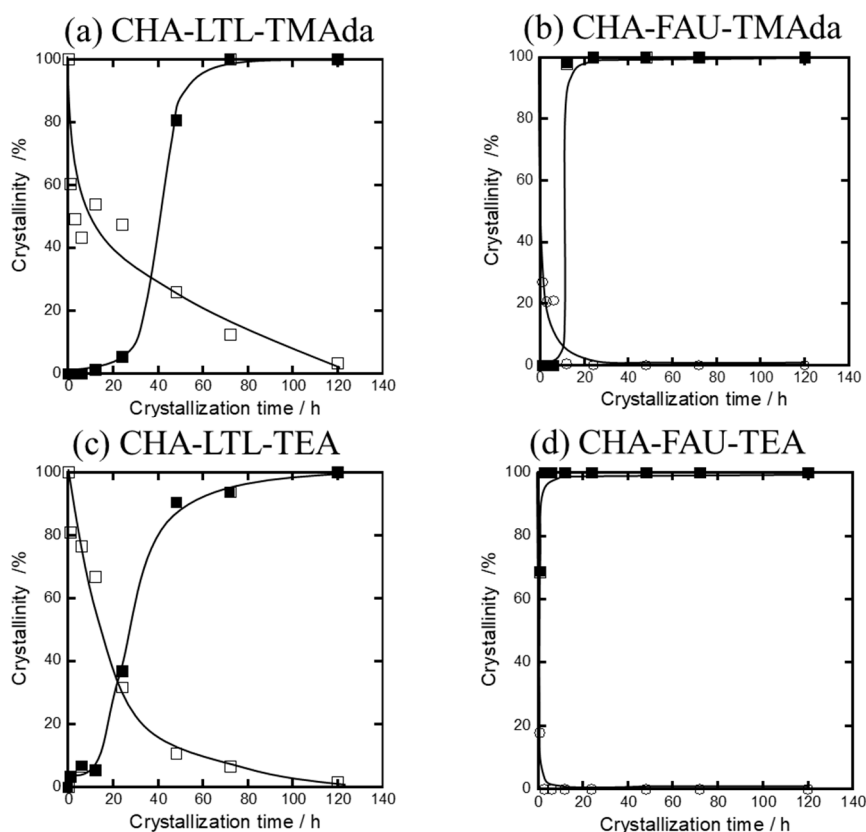 (a) CHA-LTL-TMAda
100
80
60
40
20
0
Crystallinity /%
0 20 40 60 80 100 120 140
Crystallization time / h
(b) CHA-FAU-TMAda
100
80
60
40
20
0
Crystallinity /%
0 20 40 60 80 100 120 140
Crystallization time / h
(c) CHA-LTL-TEA
100
80
60
40
20
0
Crystallinity /%
0 20 40 60 80 100 120 140
Crystallization time / h
(d) CHA-FAU-TEA
100
80
60
40
20
0
Crystallinity /%
0 20 40 60 80 100 120 140
Crystallization time / h